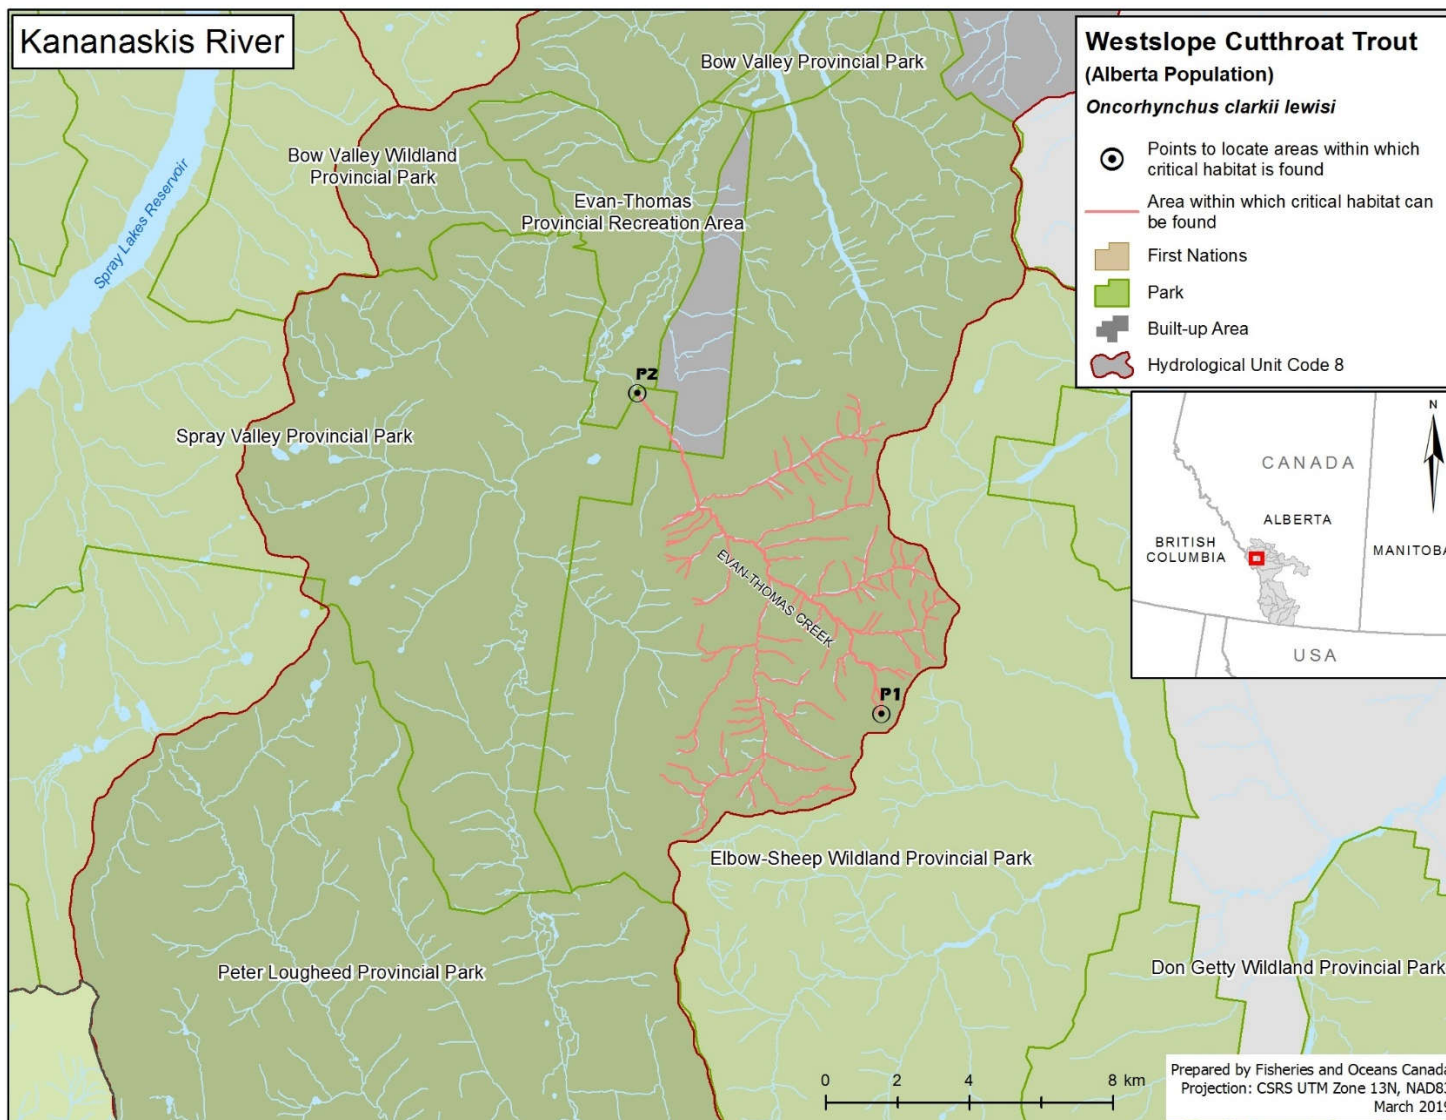 Kananaskis River
Westslope Cutthroat Trout
(Alberta Population)
Oncorhynchus clarkii lewisi
Points to locate areas within which
critical habitat is found
Area within which critical habitat can
be found
First Nations
Park
Built-up Area
Hydrological Unit Code 8
Bow Valley Provincial Park
Bow Valley Wildland
Provincial Park
Spray Lakes Reservoir
Evan-Thomas
Provincial Recreation Area
P2
Spray Valley Provincial Park
EVAN-THOMAS CREEK
P1
N
CANADA
ALBERTA
BRITISH
COLUMBIA
MANITOBA
USA
Elbow-Sheep Wildland Provincial Park
Peter Lougheed Provincial Park
Don Getty Wildland Provincial Park
0 2 4 8 km
Prepared by Fisheries and Oceans Canada
Projection: CSRS UTM Zone 13N, NAD83
March 2019